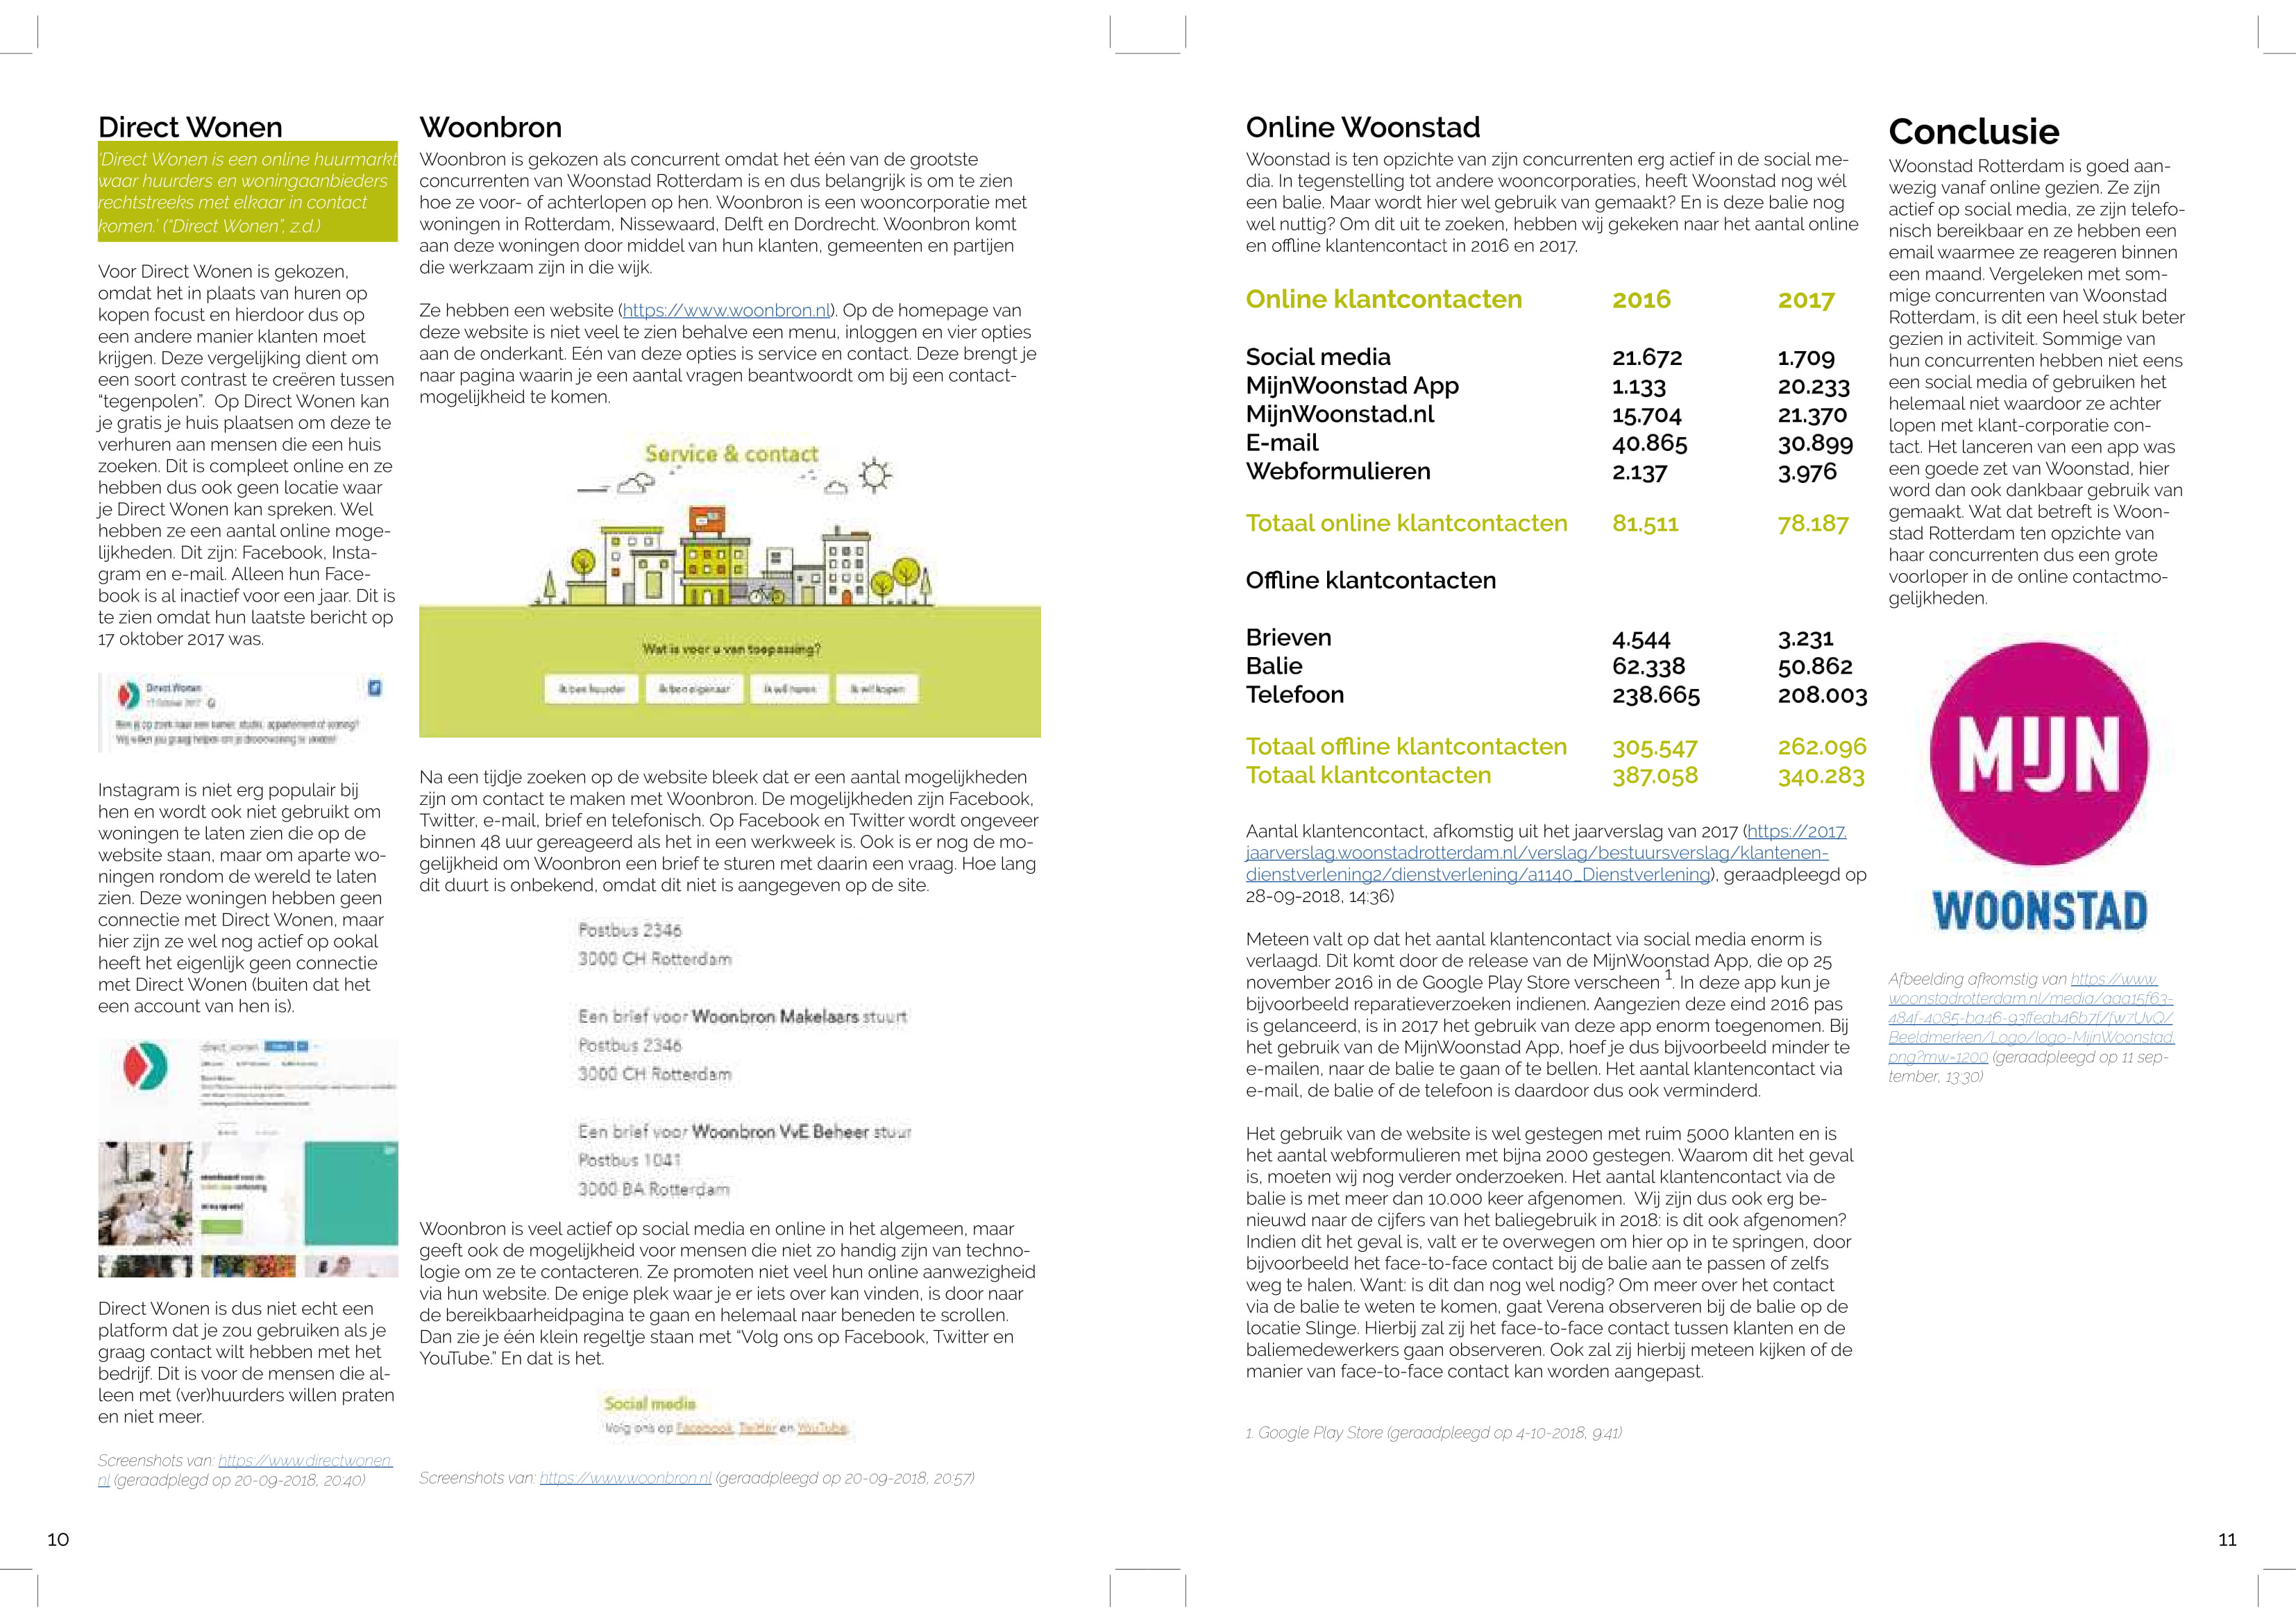 Direct Wonen
‘Direct Wonen is een online huurmarkt
waar huurders en woningaanbieders
rechtstreeks met elkaar in contact
komen.’ (“Direct Wonen”, z.d.)
Voor Direct Wonen is gekozen,
omdat het in plaats van huren op
kopen focust en hierdoor dus op
een andere manier klanten moet
krijgen. Deze vergelijking dient om
een soort contrast te creëren tussen
“tegenpolen”. Op Direct Wonen kan
je gratis je huis plaatsen om deze te
verhuren aan mensen die een huis
zoeken. Dit is compleet online en ze
hebben dus ook geen locatie waar
je Direct Wonen kan spreken. Wel
hebben ze een aantal online moge-
lijkheden. Dit zijn: Facebook, Insta-
gram en e-mail. Alleen hun Face-
book is al inactief voor een jaar. Dit is
te zien omdat hun laatste bericht op
17 oktober 2017 was.
Direct Wonen
Instagram is niet erg populair bij
hen en wordt ook niet gebruikt om
woningen te laten zien die op de
website staan, maar om aparte wo-
ningen rondom de wereld te laten
zien. Deze woningen hebben geen
connectie met Direct Wonen, maar
hier zijn ze wel nog actief op ookal
heeft het eigenlijk geen connectie
met Direct Wonen (buiten dat het
een account van hen is).
direct_wonen
Direct Wonen is dus niet echt een
platform dat je zou gebruiken als je
graag contact wilt hebben met het
bedrijf. Dit is voor de mensen die al-
leen met (ver)huurders willen praten
en niet meer.
Screenshots van: https://www.directwonen.
nl (geraadplegd op 20-09-2018, 20:40)
10
Woonbron
Woonbron is gekozen als concurrent omdat het één van de grootste
concurrenten van Woonstad Rotterdam is en dus belangrijk is om te zien
hoe ze voor- of achterlopen op hen. Woonbron is een wooncorporatie met
woningen in Rotterdam, Nissewaard, Delft en Dordrecht. Woonbron komt
aan deze woningen door middel van hun klanten, gemeenten en partijen
die werkzaam zijn in die wijk.
Ze hebben een website (https://www.woonbron.nl). Op de homepage van
deze website is niet veel te zien behalve een menu, inloggen en vier opties
aan de onderkant. Eén van deze opties is service en contact. Deze brengt je
naar pagina waarin je een aantal vragen beantwoordt om bij een contact-
mogelijkheid te komen.
Service & contact
Wat is voor u van toepassing?
Ik ben huurder Ik ben eigenaar Ik wil huren Ik wil kopen
Na een tijdje zoeken op de website bleek dat er een aantal mogelijkheden
zijn om contact te maken met Woonbron. De mogelijkheden zijn Facebook,
Twitter, e-mail, brief en telefonisch. Op Facebook en Twitter wordt ongeveer
binnen 48 uur gereageerd als het in een werkweek is. Ook is er nog de mo-
gelijkheid om Woonbron een brief te sturen met daarin een vraag. Hoe lang
dit duurt is onbekend, omdat dit niet is aangegeven op de site.
Postbus 2346
3000 CH Rotterdam
Een brief voor Woonbron Makelaars stuurt
Postbus 2346
3000 CH Rotterdam
Een brief voor Woonbron VvE Beheer stuur
Postbus 1041
3000 BA Rotterdam
Woonbron is veel actief op social media en online in het algemeen, maar
geeft ook de mogelijkheid voor mensen die niet zo handig zijn van techno-
logie om ze te contacteren. Ze promoten niet veel hun online aanwezigheid
via hun website. De enige plek waar je er iets over kan vinden, is door naar
de bereikbaarheidpagina te gaan en helemaal naar beneden te scrollen.
Dan zie je één klein regeltje staan met “Volg ons op Facebook, Twitter en
YouTube.” En dat is het.
Social media
Volg ons op Facebook, Twitter en YouTube.
Screenshots van: https://www.woonbron.nl (geraadpleegd op 20-09-2018, 20:57)
Online Woonstad
Woonstad is ten opzichte van zijn concurrenten erg actief in de social me-
dia. In tegenstelling tot andere wooncorporaties, heeft Woonstad nog wél
een balie. Maar wordt hier wel gebruik van gemaakt? En is deze balie nog
wel nuttig? Om dit uit te zoeken, hebben wij gekeken naar het aantal online
en offline klantencontact in 2016 en 2017.
Online klantcontacten 2016 2017
Social media 21.672 1.709
MijnWoonstad App 1.133 20.233
MijnWoonstad.nl 15.704 21.370
E-mail 40.865 30.899
Webformulieren 2.137 3.976
Totaal online klantcontacten 81.511 78.187
Offline klantcontacten
Brieven 4.544 3.231
Balie 62.338 50.862
Telefoon 238.665 208.003
Totaal offline klantcontacten 305.547 262.096
Totaal klantcontacten 387.058 340.283
Aantal klantencontact, afkomstig uit het jaarverslag van 2017 (https://2017.
jaarverslag.woonstadrotterdam.nl/verslag/bestuursverslag/klantenen-
dienstverlening2/dienstverlening/a1140_Dienstverlening), geraadpleegd op
28-09-2018, 14:36)
Meteen valt op dat het aantal klantencontact via social media enorm is
verlaagd. Dit komt door de release van de MijnWoonstad App, die op 25
november 2016 in de Google Play Store verscheen 1. In deze app kun je
bijvoorbeeld reparatieverzoeken indienen. Aangezien deze eind 2016 pas
is gelanceerd, is in 2017 het gebruik van deze app enorm toegenomen. Bij
het gebruik van de MijnWoonstad App, hoef je dus bijvoorbeeld minder te
e-mailen, naar de balie te gaan of te bellen. Het aantal klantencontact via
e-mail, de balie of de telefoon is daardoor dus ook verminderd.
Het gebruik van de website is wel gestegen met ruim 5000 klanten en is
het aantal webformulieren met bijna 2000 gestegen. Waarom dit het geval
is, moeten wij nog verder onderzoeken. Het aantal klantencontact via de
balie is met meer dan 10.000 keer afgenomen. Wij zijn dus ook erg be-
nieuwd naar de cijfers van het baliegebruik in 2018: is dit ook afgenomen?
Indien dit het geval is, valt er te overwegen om hier op in te springen, door
bijvoorbeeld het face-to-face contact bij de balie aan te passen of zelfs
weg te halen. Want: is dit dan nog wel nodig? Om meer over het contact
via de balie te weten te komen, gaat Verena observeren bij de balie op de
locatie Slinge. Hierbij zal zij het face-to-face contact tussen klanten en de
baliemedewerkers gaan observeren. Ook zal zij hierbij meteen kijken of de
manier van face-to-face contact kan worden aangepast.
1. Google Play Store (geraadpleegd op 4-10-2018, 9:41)
Conclusie
Woonstad Rotterdam is goed aan-
wezig vanaf online gezien. Ze zijn
actief op social media, ze zijn telefo-
nisch bereikbaar en ze hebben een
email waarmee ze reageren binnen
een maand. Vergeleken met som-
mige concurrenten van Woonstad
Rotterdam, is dit een heel stuk beter
gezien in activiteit. Sommige van
hun concurrenten hebben niet eens
een social media of gebruiken het
helemaal niet waardoor ze achter
lopen met klant-corporatie con-
tact. Het lanceren van een app was
een goede zet van Woonstad, hier
word dan ook dankbaar gebruik van
gemaakt. Wat dat betreft is Woon-
stad Rotterdam ten opzichte van
haar concurrenten dus een grote
voorloper in de online contactmo-
gelijkheden.
MIJN
WOONSTAD
Afbeelding afkomstig van https://www.
woonstadrotterdam.nl/media/aaa15f63-
484f-4085-ba46-93ffeab46b7f/fw7UvQ/
Beeldmerken/Logo/logo-MijnWoonstad.
png?mw=1200 (geraadpleegd op 11 sep-
tember, 13:30)
11